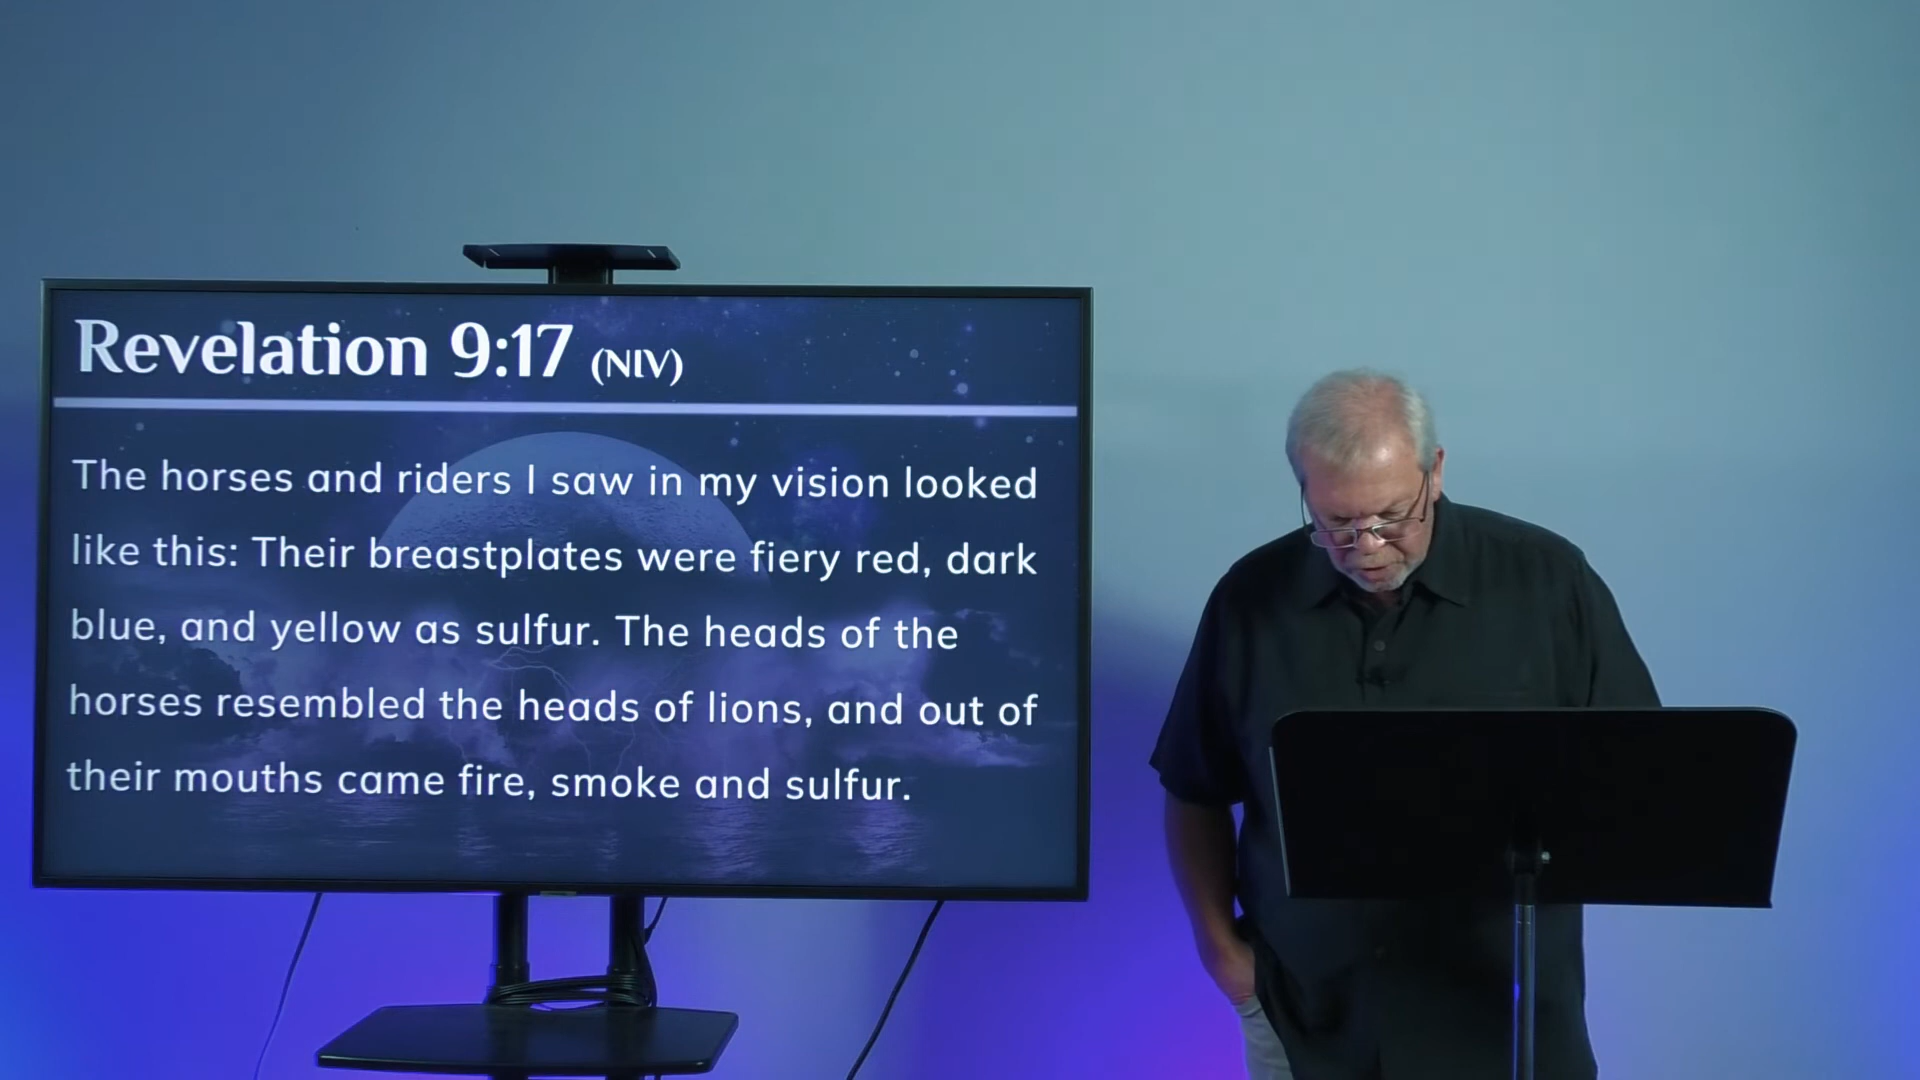 Revelation 9:17 (NIV)
The horses and riders I saw in my vision looked
like this: Their breastplates were fiery red, dark
blue, and yellow as sulfur. The heads of the
horses resembled the heads of lions, and out of
their mouths came fire, smoke and sulfur.